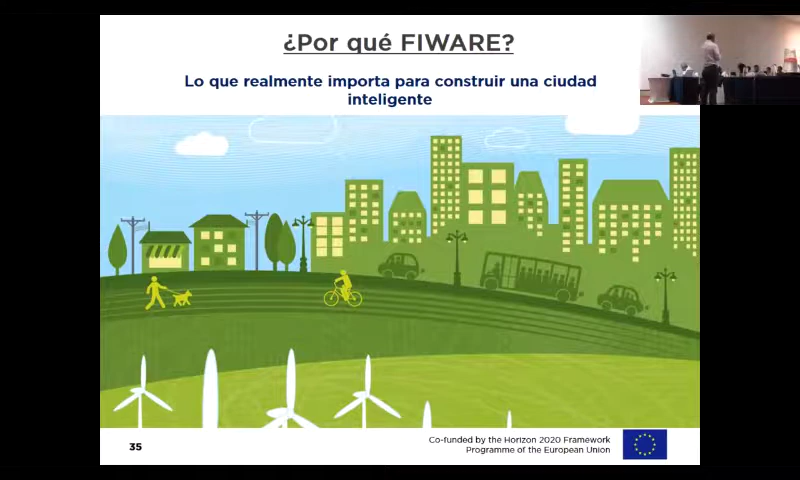 ¿Por qué FIWARE?
Lo que realmente importa para construir una ciudad
inteligente
35
Co-funded by the Horizon 2020 Framework
Programme of the European Union